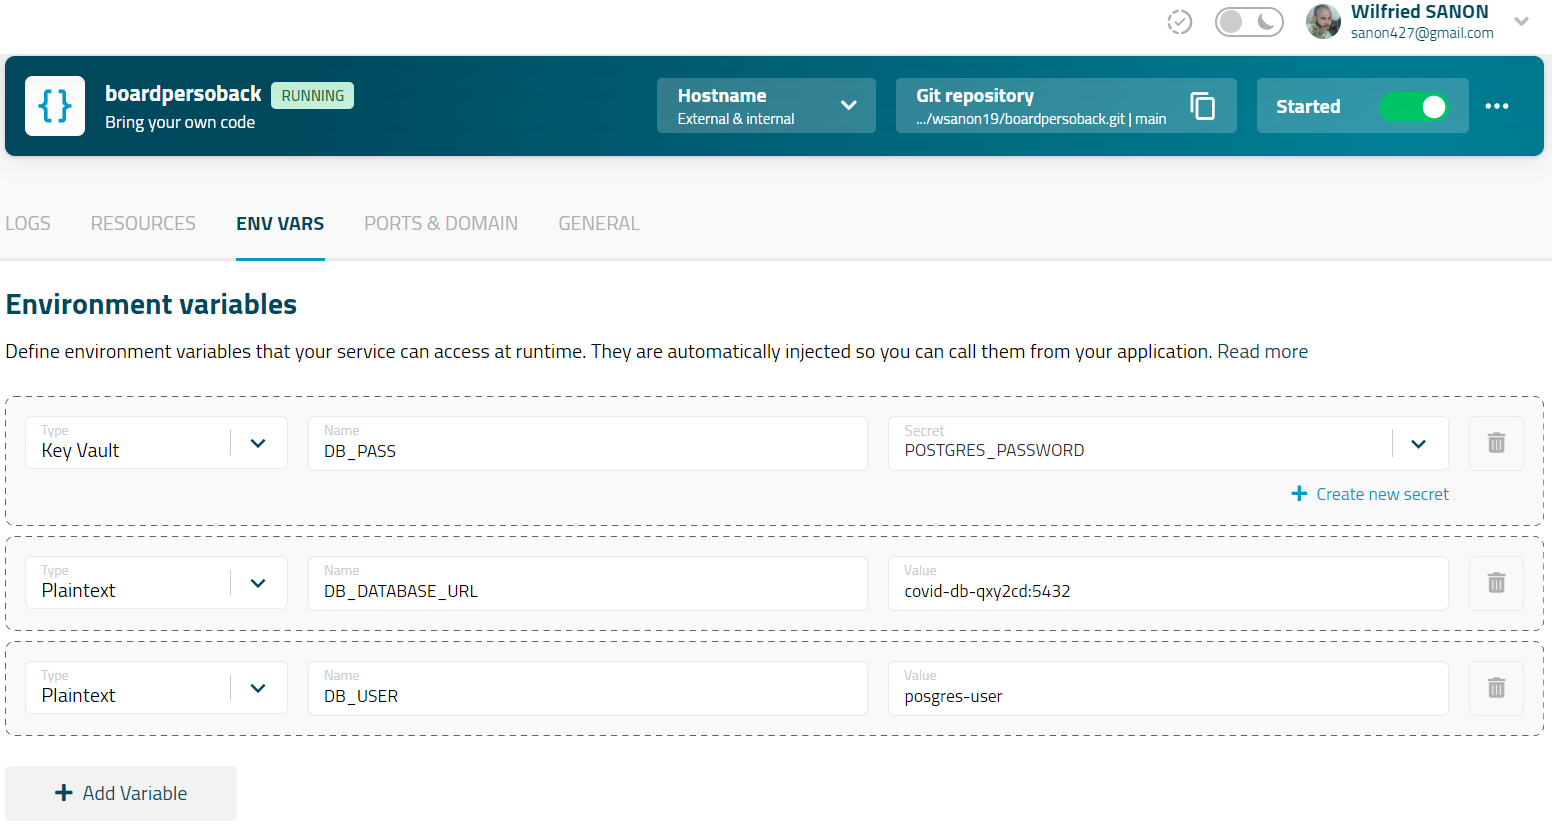 Wilfried SANON
sanon427@gmail.com
boardpersoback RUNNING
Bring your own code
Hostname
External & internal
Git repository
.../wsanon19/boardpersoback.git | main
Started
LOGS RESOURCES ENV VARS PORTS & DOMAIN GENERAL
Environment variables
Define environment variables that your service can access at runtime. They are automatically injected so you can call them from your application. Read more
Type
Key Vault
Name
DB_PASS
Secret
POSTGRES_PASSWORD
Create new secret
Type
Plaintext
Name
DB_DATABASE_URL
Value
covid-db-qxy2cd:5432
Type
Plaintext
Name
DB_USER
Value
posgres-user
Add Variable